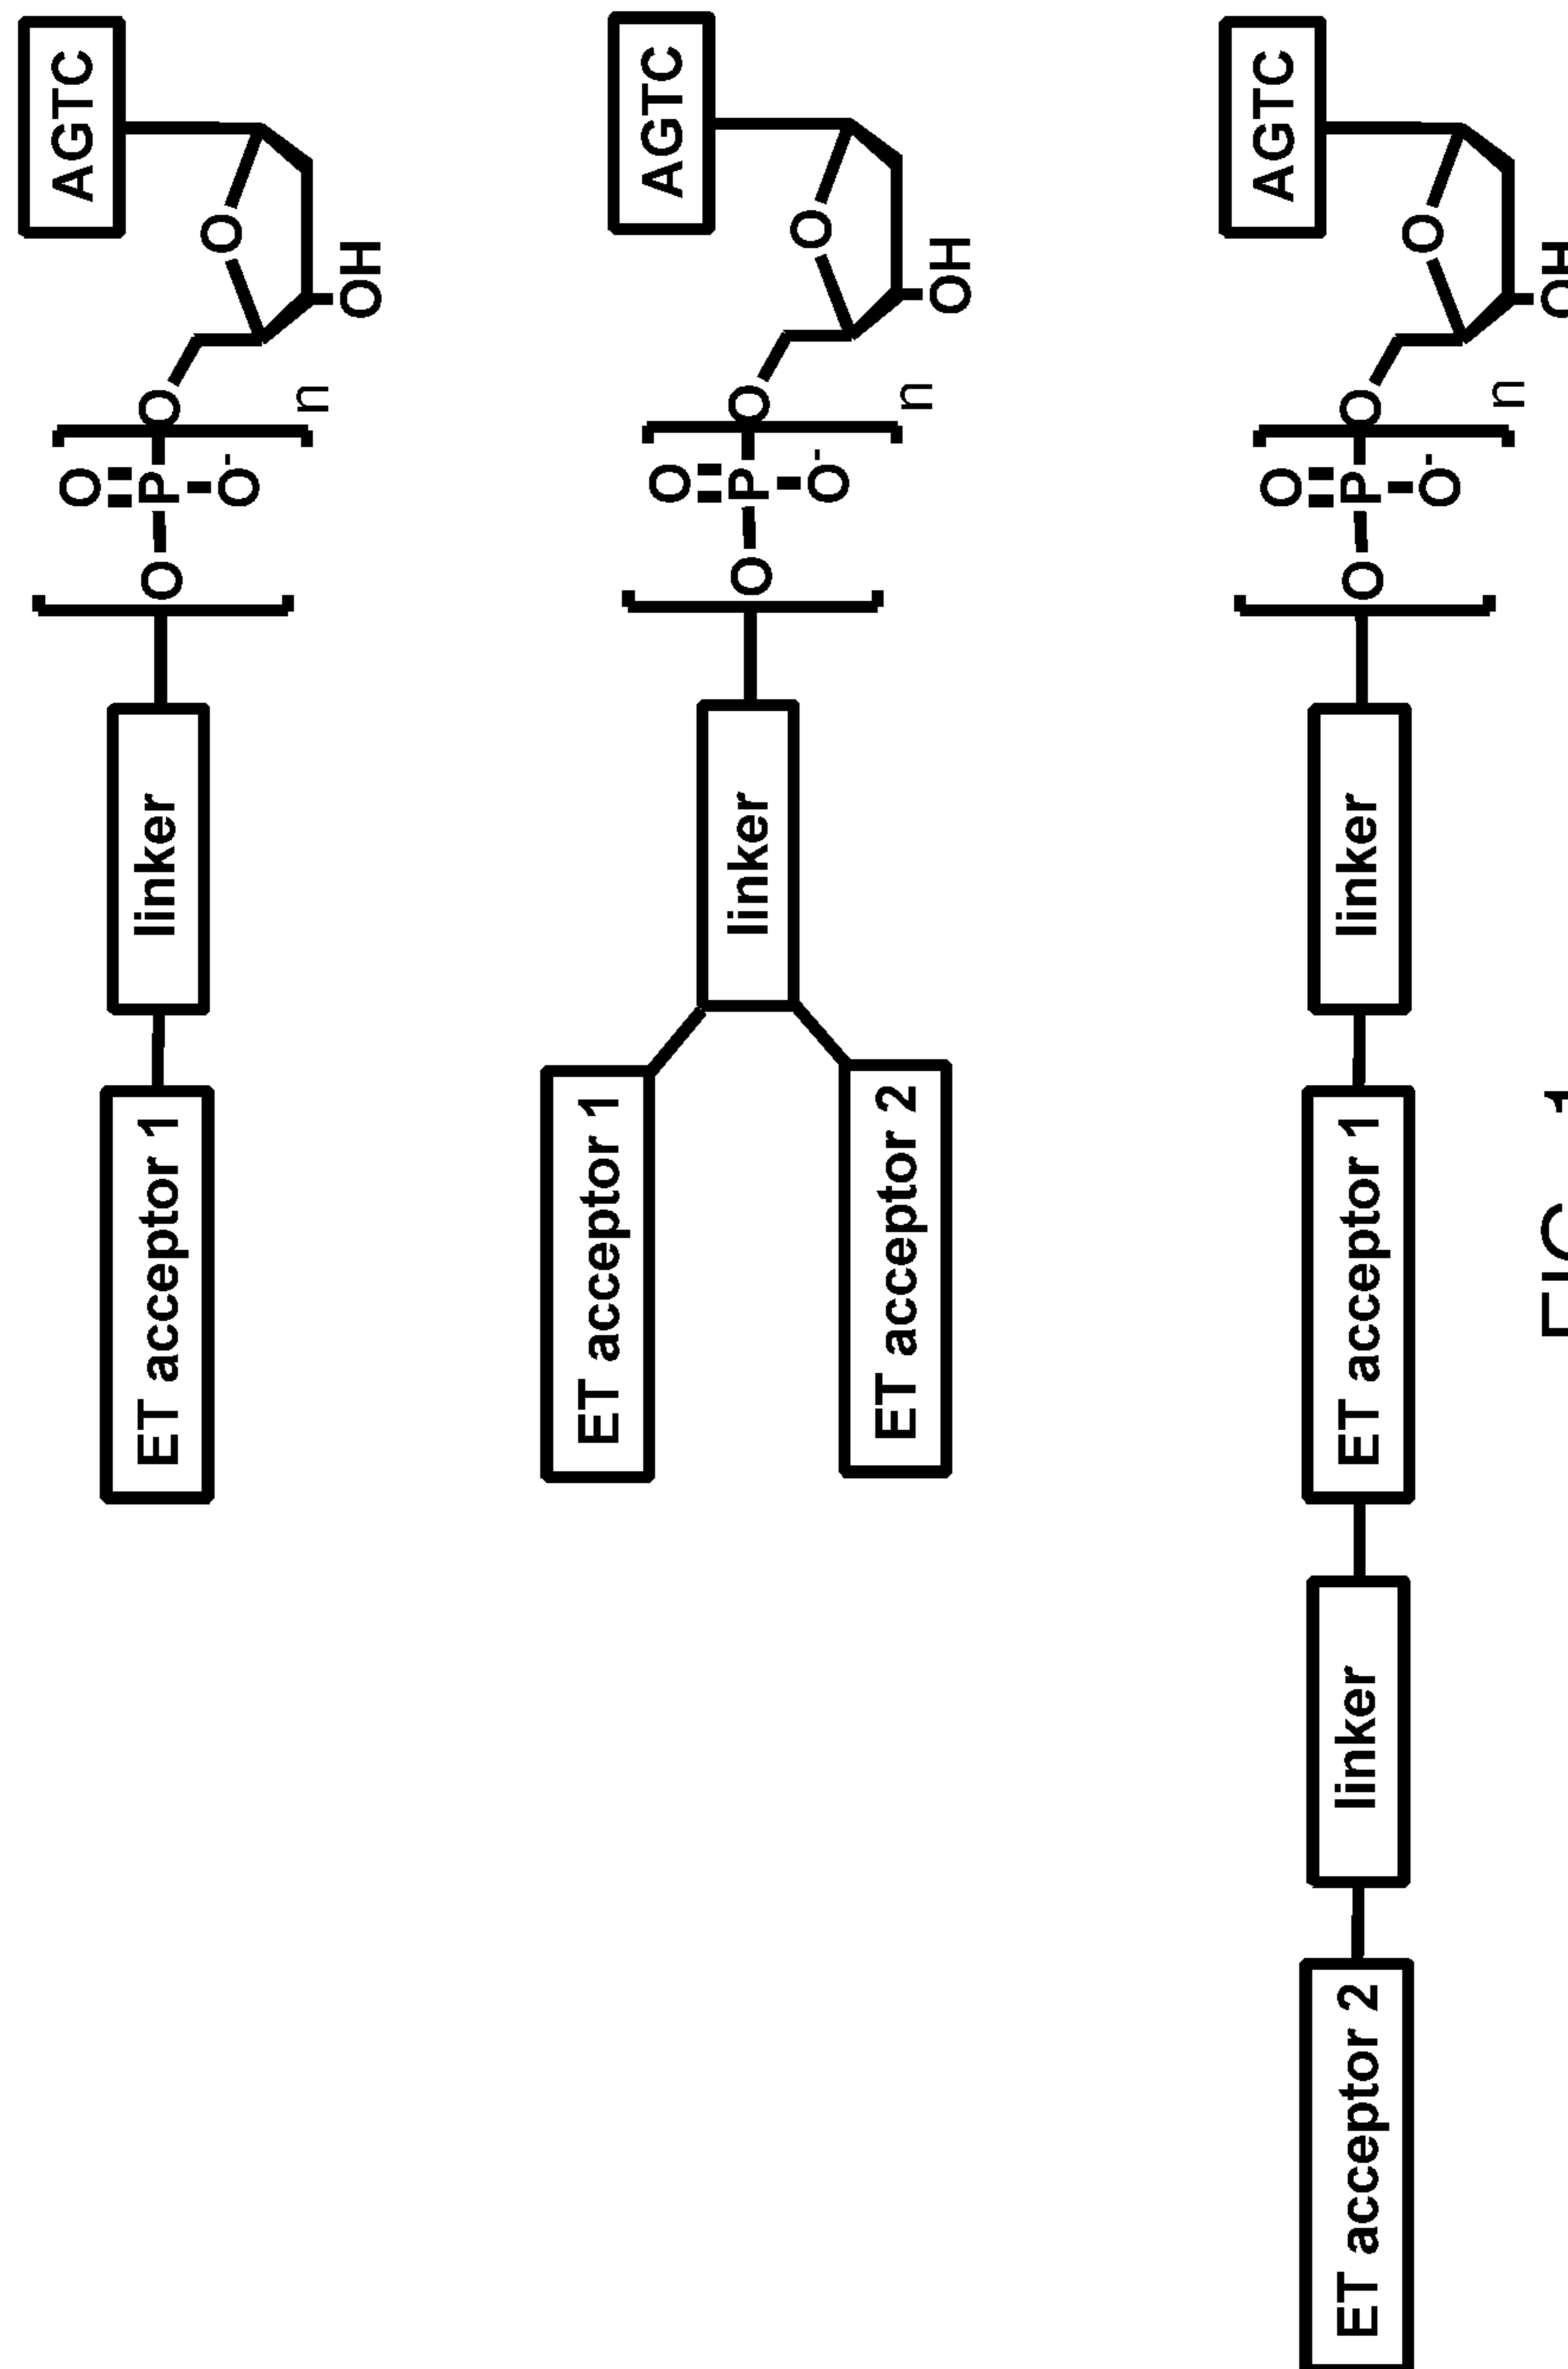 O AGTC
ET acceptor 1 linker O P O
O- O
n
OH
ET acceptor 1
O AGTC
linker O P O
O- O
ET acceptor 2
n
OH
O AGTC
ET acceptor 2 linker ET acceptor 1 linker O P O
O- O
n
OH